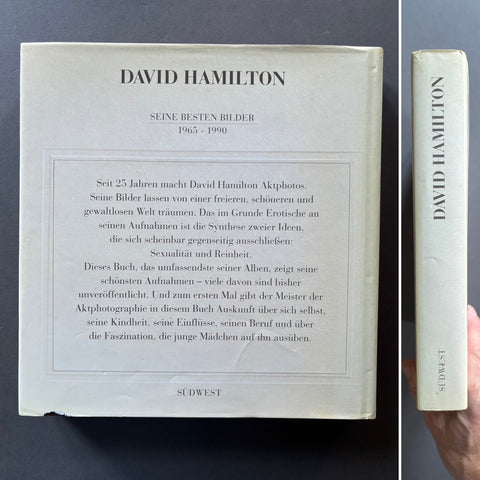 DAVID HAMILTON
SEINE BESTEN BILDER
1965 - 1990
Seit 25 Jahren macht David Hamilton Aktphotos.
Seine Bilder lassen von einer freieren, schöneren und
gewaltlosen Welt träumen. Das im Grunde Erotische an
seinen Aufnahmen ist die Synthese zweier Ideen,
die sich scheinbar gegenseitig ausschließen:
Sexualität und Reinheit.
Dieses Buch, das umfassendste seiner Alben, zeigt seine
schönsten Aufnahmen – viele davon sind bisher
unveröffentlicht. Und zum ersten Mal gibt der Meister der
Aktphotographie in diesem Buch Auskunft über sich selbst,
seine Kindheit, seine Einflüsse, seinen Beruf und über
die Faszination, die junge Mädchen auf ihn ausüben.
SÜDWEST
DAVID HAMILTON
SÜDWEST